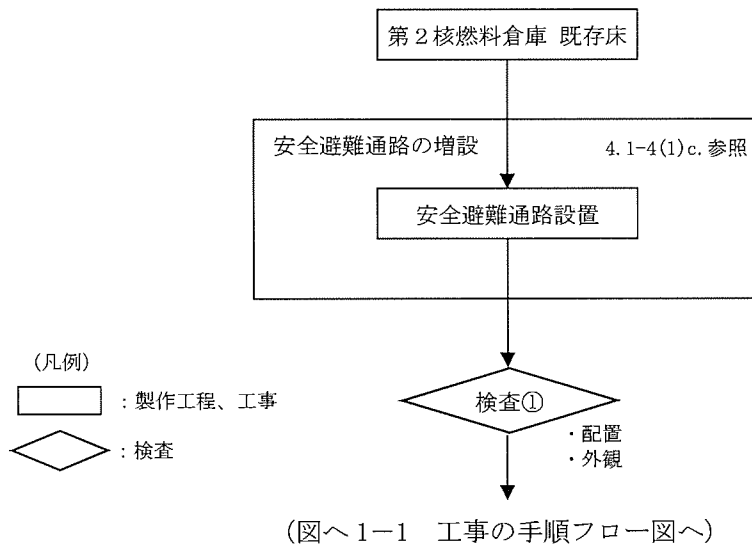 第２核燃料倉庫 既存床
安全避難通路の増設 4.1-4(1)c.参照
安全避難通路設置
検査①
・配置
・外観
(凡例)
：製作工程、工事
：検査
(図へ１－１ 工事の手順フロー図へ)